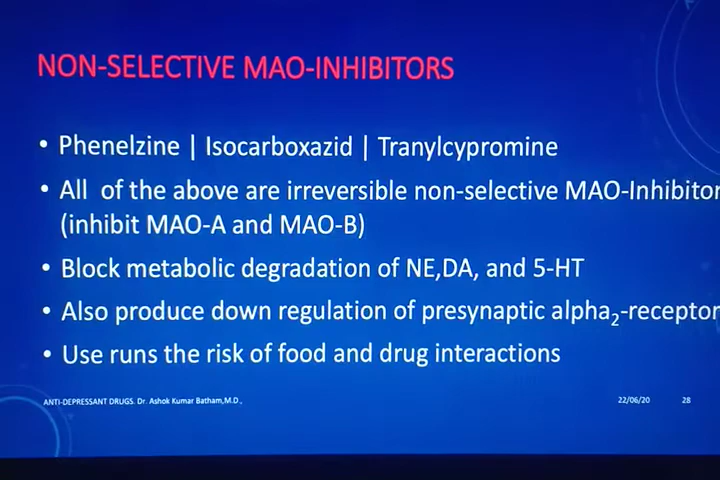 NON-SELECTIVE MAO-INHIBITORS
• Phenelzine | Isocarboxazid | Tranylcypromine
• All of the above are irreversible non-selective MAO-Inhibitor
(inhibit MAO-A and MAO-B)
• Block metabolic degradation of NE,DA, and 5-HT
• Also produce down regulation of presynaptic alpha₂-receptor
• Use runs the risk of food and drug interactions
ANTI-DEPRESSANT DRUGS. Dr. Ashok Kumar Batham,M.D.,
22/06/20
28